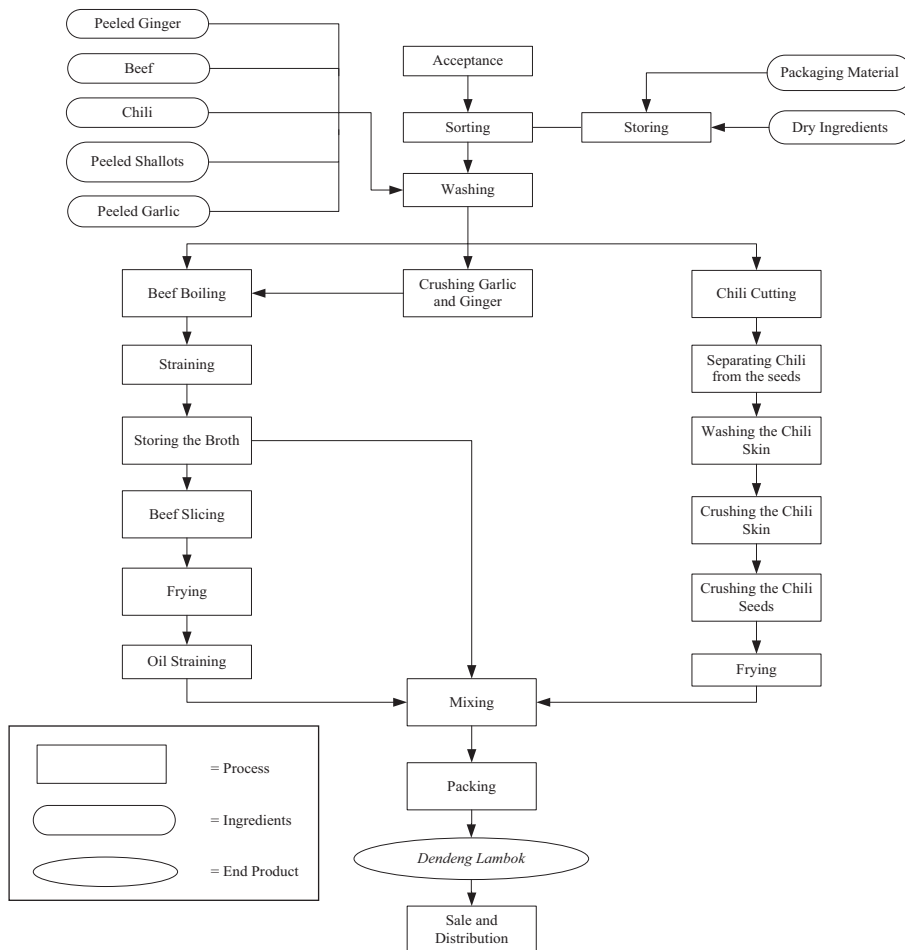 Peeled Ginger
Beef
Chili
Peeled Shallots
Peeled Garlic
Acceptance
Sorting
Storing
Packaging Material
Dry Ingredients
Washing
Beef Boiling
Crushing Garlic
and Ginger
Chili Cutting
Straining
Separating Chili
from the seeds
Storing the Broth
Washing the Chili
Skin
Beef Slicing
Crushing the Chili
Skin
Frying
Crushing the Chili
Seeds
Oil Straining
Frying
Mixing
Packing
Dendeng Lambok
Sale and
Distribution
= Process
= Ingredients
= End Product